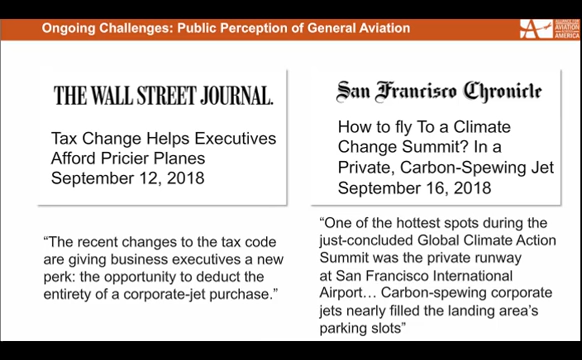 Ongoing Challenges: Public Perception of General Aviation
AVIATION
AMERICA
THE WALL STREET JOURNAL.
Tax Change Helps Executives
Afford Pricier Planes
September 12, 2018
“The recent changes to the tax code
are giving business executives a new
perk: the opportunity to deduct the
entirety of a corporate-jet purchase.”
San Francisco Chronicle
How to fly To a Climate
Change Summit? In a
Private, Carbon-Spewing Jet
September 16, 2018
“One of the hottest spots during the
just-concluded Global Climate Action
Summit was the private runway
at San Francisco International
Airport… Carbon-spewing corporate
jets nearly filled the landing area’s
parking slots”